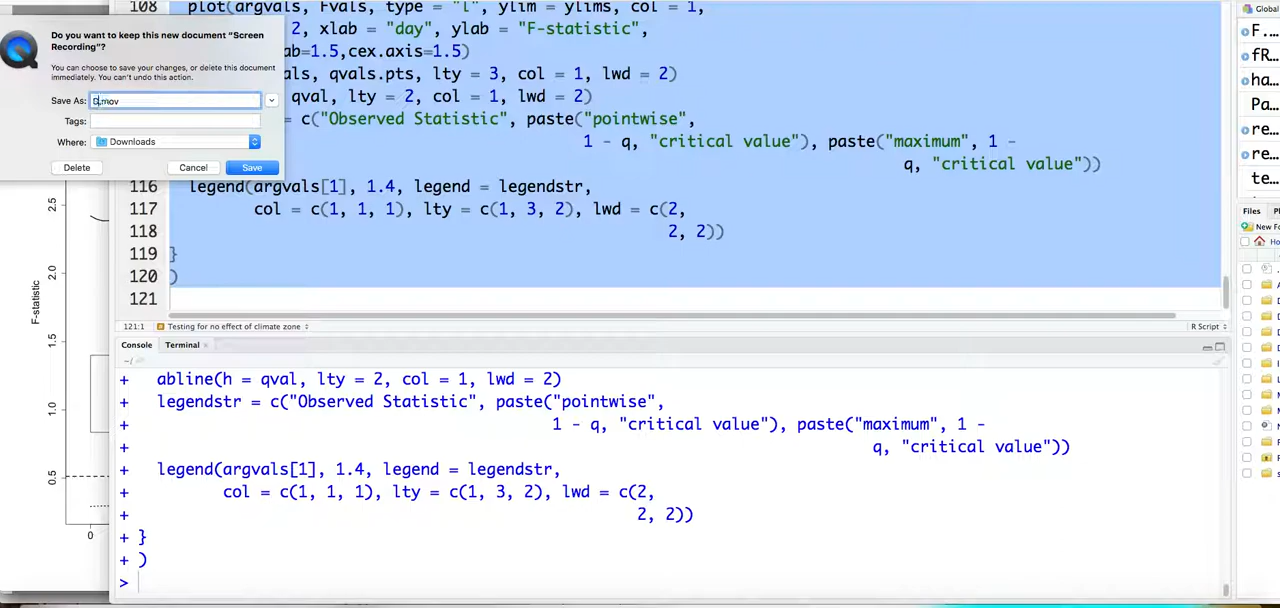 108 plot(argvals, Fvals, type = "l", ylim = ylims, col = 1,
2, xlab = "day", ylab = "F-statistic",
ab=1.5,cex.axis=1.5)
als, qvals.pts, lty = 3, col = 1, lwd = 2)
qval, lty = 2, col = 1, lwd = 2)
= c("Observed Statistic", paste("pointwise",
1 - q, "critical value"), paste("maximum", 1 -
q, "critical value"))
116 legend(argvals[1], 1.4, legend = legendstr,
117 col = c(1, 1, 1), lty = c(1, 3, 2), lwd = c(2,
118 2, 2))
119 }
120 )
121
Do you want to keep this new document “Screen
Recording”?
You can choose to save your changes, or delete this document
immediately. You can't undo this action.
Save As: D.mov
Tags:
Where: Downloads
Delete Cancel Save
2.5
2.0
1.5
1.0
0.5
0
F-statistic
121:1 Testing for no effect of climate zone R Script
Console Terminal
~/
+ abline(h = qval, lty = 2, col = 1, lwd = 2)
+ legendstr = c("Observed Statistic", paste("pointwise",
+ 1 - q, "critical value"), paste("maximum", 1 -
+ q, "critical value"))
+ legend(argvals[1], 1.4, legend = legendstr,
+ col = c(1, 1, 1), lty = c(1, 3, 2), lwd = c(2,
+ 2, 2))
+ }
+ )
>
Global
F...
fR...
ha...
Pa...
re...
re...
te...
Files
New Fo
Ho